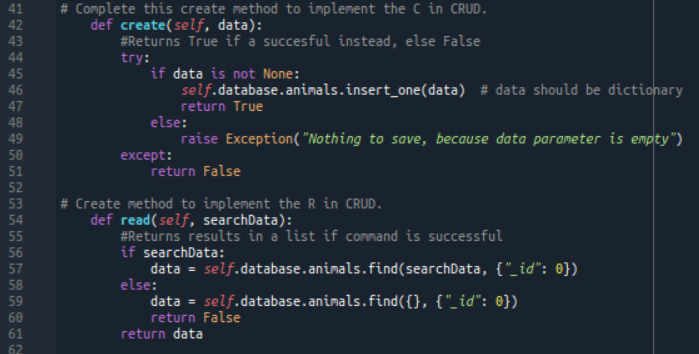 41 # Complete this create method to implement the C in CRUD.
42     def create(self, data):
43         #Returns True if a succesful instead, else False
44         try:
45             if data is not None:
46                 self.database.animals.insert_one(data)  # data should be dictionary
47                 return True
48             else:
49                 raise Exception("Nothing to save, because data parameter is empty")
50         except:
51             return False
52
53 # Create method to implement the R in CRUD.
54     def read(self, searchData):
55         #Returns results in a list if command is successful
56         if searchData:
57             data = self.database.animals.find(searchData, {"_id": 0})
58         else:
59             data = self.database.animals.find({}, {"_id": 0})
60             return False
61         return data
62